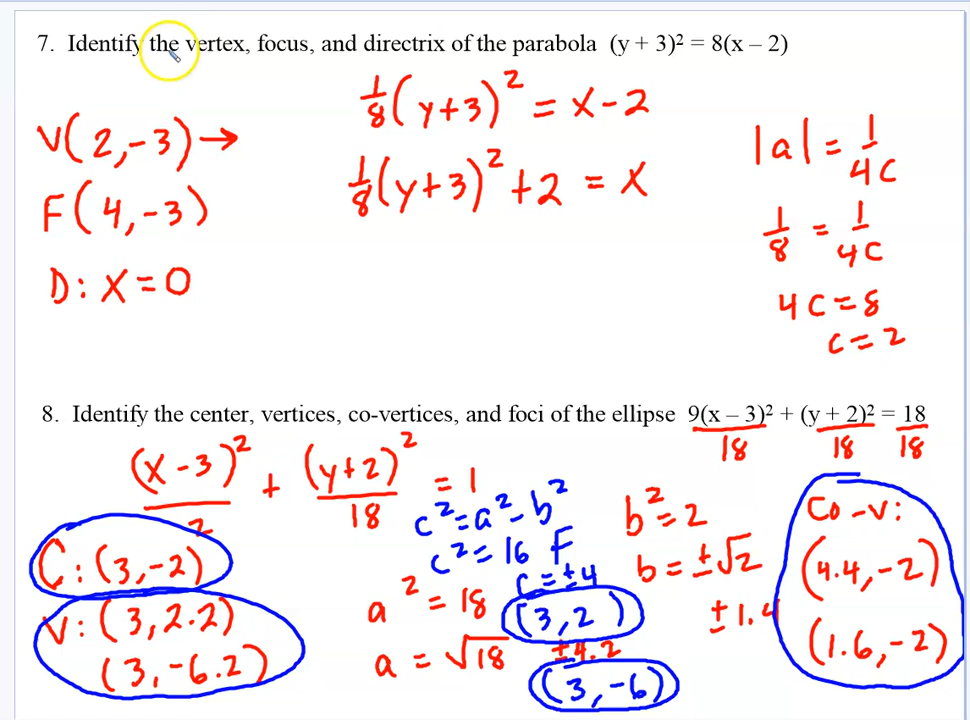 7. Identify the vertex, focus, and directrix of the parabola (y + 3)² = 8(x – 2)
1/8(y+3)² = x-2
V(2,-3)→
1/8(y+3)²+2 = x
F(4,-3)
D: x=0
|a| = 1/4c
1/8 = 1/4c
4c=8
c=2
8. Identify the center, vertices, co-vertices, and foci of the ellipse 9(x – 3)² + (y + 2)² = 18
18 18 18
(x-3)²/2 + (y+2)²/18 = 1
C: (3,-2)
V: (3,2.2)
(3,-6.2)
c²=a²-b²
c²=16 F
c=±4
a²=18
(3,2)
a=√18 ±4.2
(3,-6)
b²=2
b=±√2
±1.4
Co-V:
(4.4,-2)
(1.6,-2)